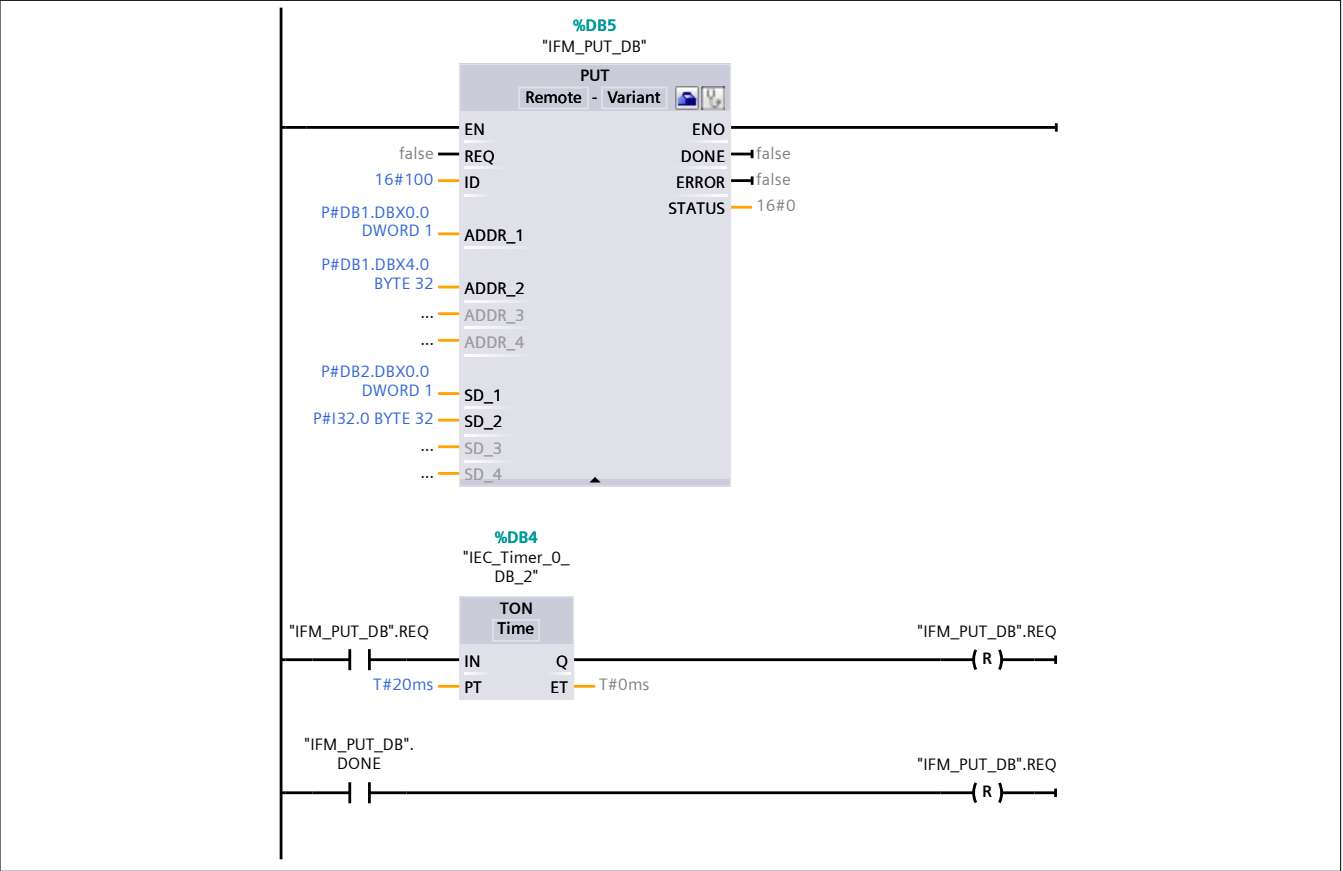 %DB5
"IFM_PUT_DB"
PUT
Remote - Variant
EN ENO
false REQ DONE false
16#100 ID ERROR false
STATUS 16#0
P#DB1.DBX0.0
DWORD 1 ADDR_1
P#DB1.DBX4.0
BYTE 32 ADDR_2
... ADDR_3
... ADDR_4
P#DB2.DBX0.0
DWORD 1 SD_1
P#I32.0 BYTE 32 SD_2
... SD_3
... SD_4
%DB4
"IEC_Timer_0_
DB_2"
TON
Time
"IFM_PUT_DB".REQ "IFM_PUT_DB".REQ
IN Q R
T#20ms PT ET T#0ms
"IFM_PUT_DB".
DONE "IFM_PUT_DB".REQ
R